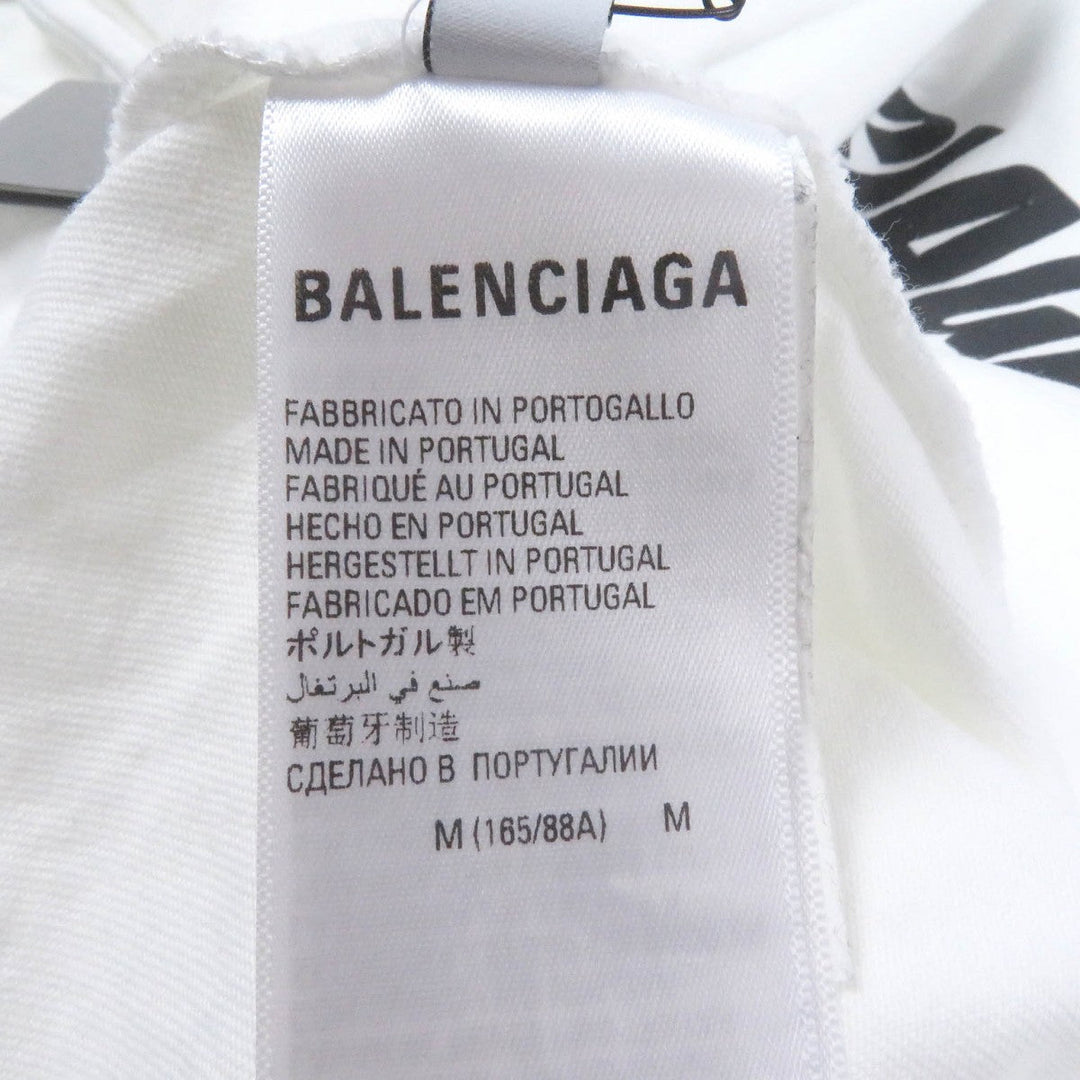 BALENCIAGA
FABBRICATO IN PORTOGALLO
MADE IN PORTUGAL
FABRIQUÉ AU PORTUGAL
HECHO EN PORTUGAL
HERGESTELLT IN PORTUGAL
FABRICADO EM PORTUGAL
ポルトガル製
صنع في البرتغال
葡萄牙制造
СДЕЛАНО В ПОРТУГАЛИИ
M (165/88A) M